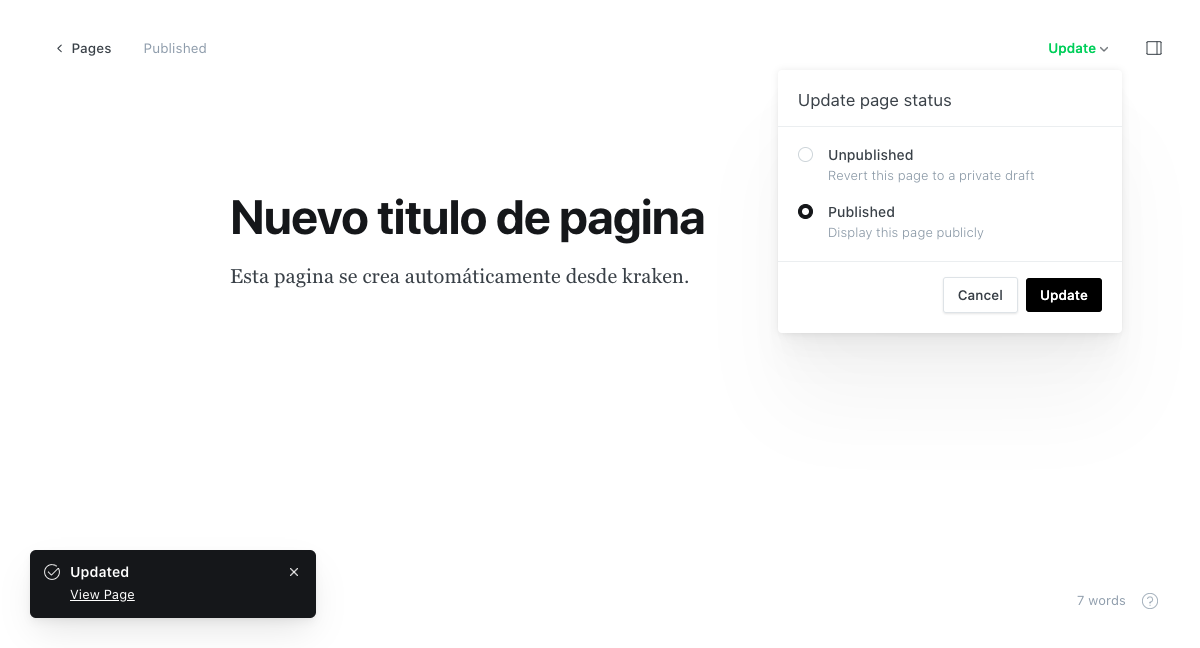 Pages
Published
Update
Update page status
Unpublished
Revert this page to a private draft
Published
Display this page publicly
Cancel
Update
Nuevo titulo de pagina
Esta pagina se crea automáticamente desde kraken.
Updated
View Page
7 words
?